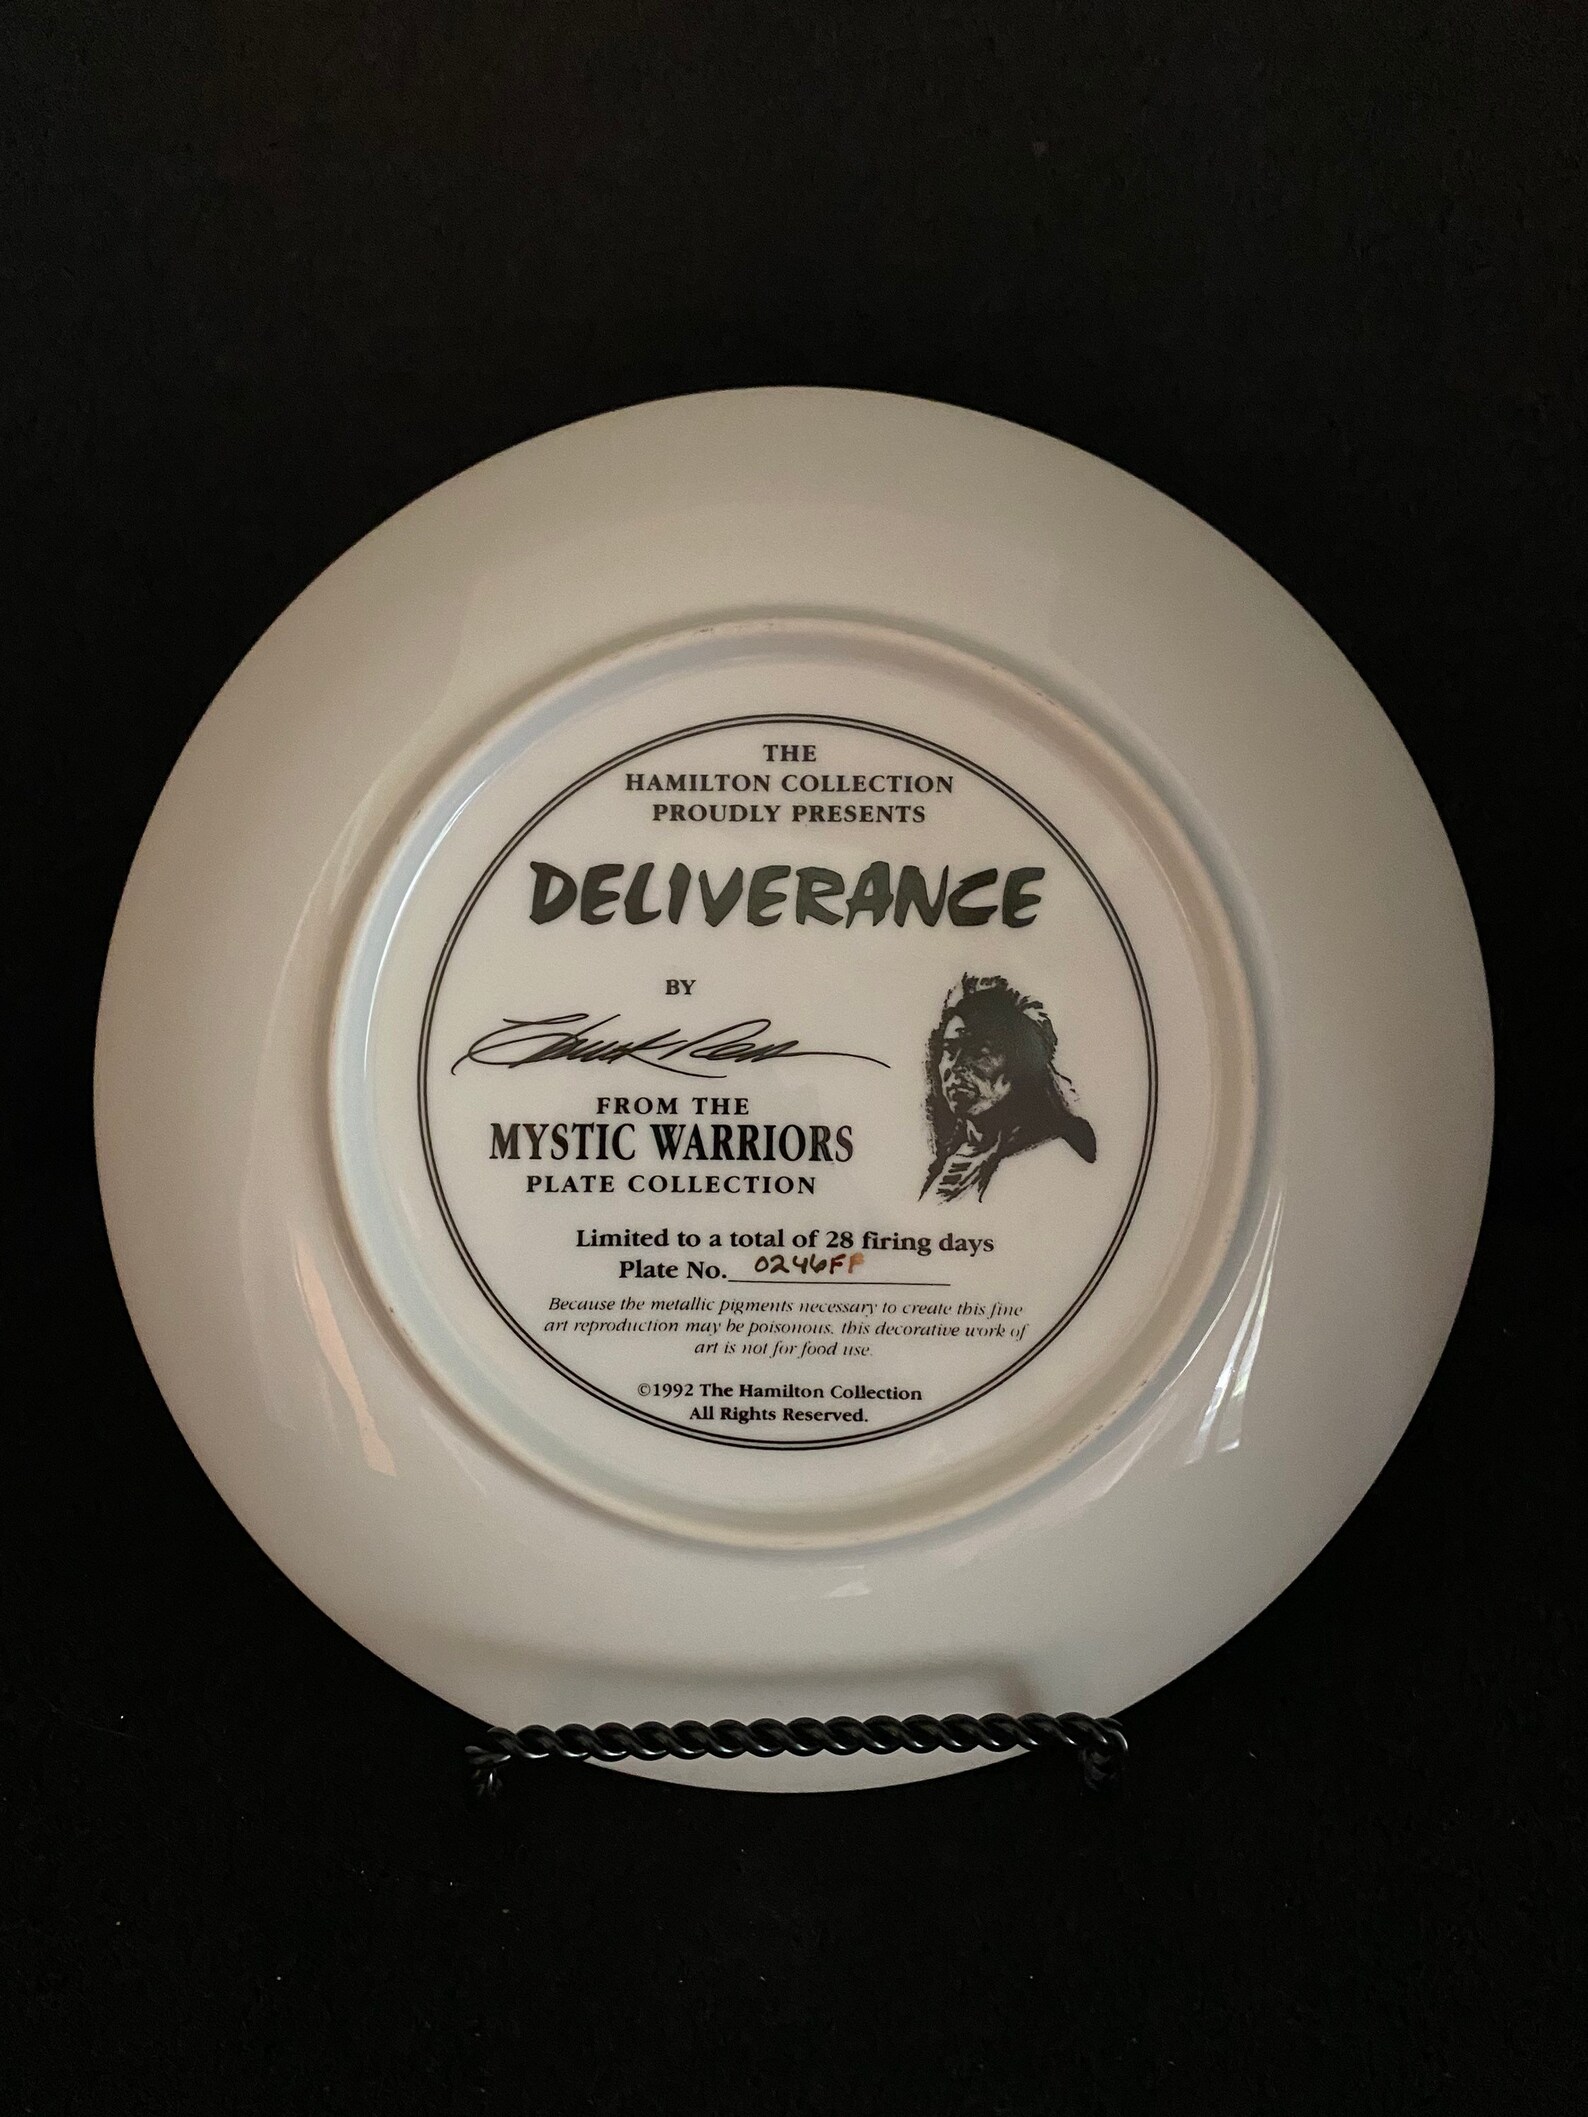 THE
HAMILTON COLLECTION
PROUDLY PRESENTS
DELIVERANCE
BY
Chuck Ren
FROM THE
MYSTIC WARRIORS
PLATE COLLECTION
Limited to a total of 28 firing days
Plate No. 0246FF
Because the metallic pigments necessary to create this fine
art reproduction may be poisonous, this decorative work of
art is not for food use.
©1992 The Hamilton Collection
All Rights Reserved.